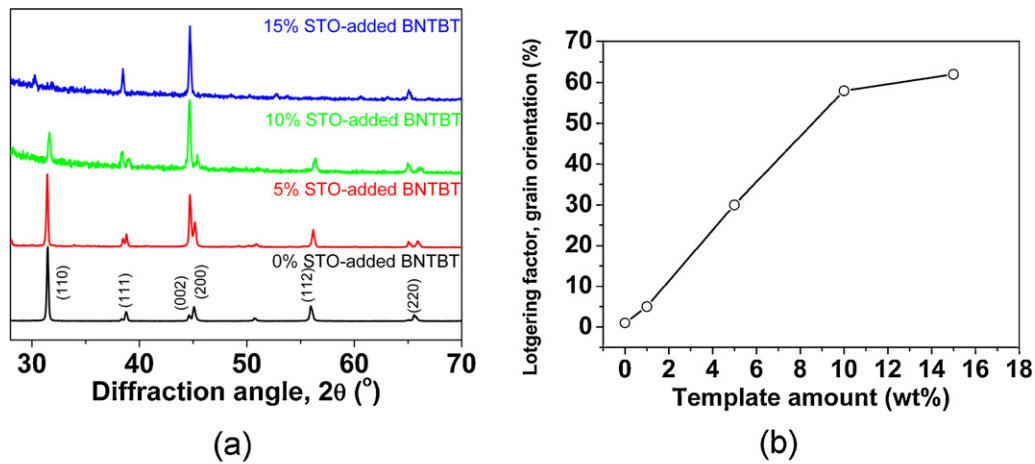 15% STO-added BNTBT
10% STO-added BNTBT
5% STO-added BNTBT
0% STO-added BNTBT
(110)
(111)
(002)
(200)
(112)
(220)
30 40 50 60 70
Diffraction angle, 2θ (°)
(a)
Lotgering factor, grain orientation (%)
70
60
50
40
30
20
10
0
0 2 4 6 8 10 12 14 16 18
Template amount (wt%)
(b)